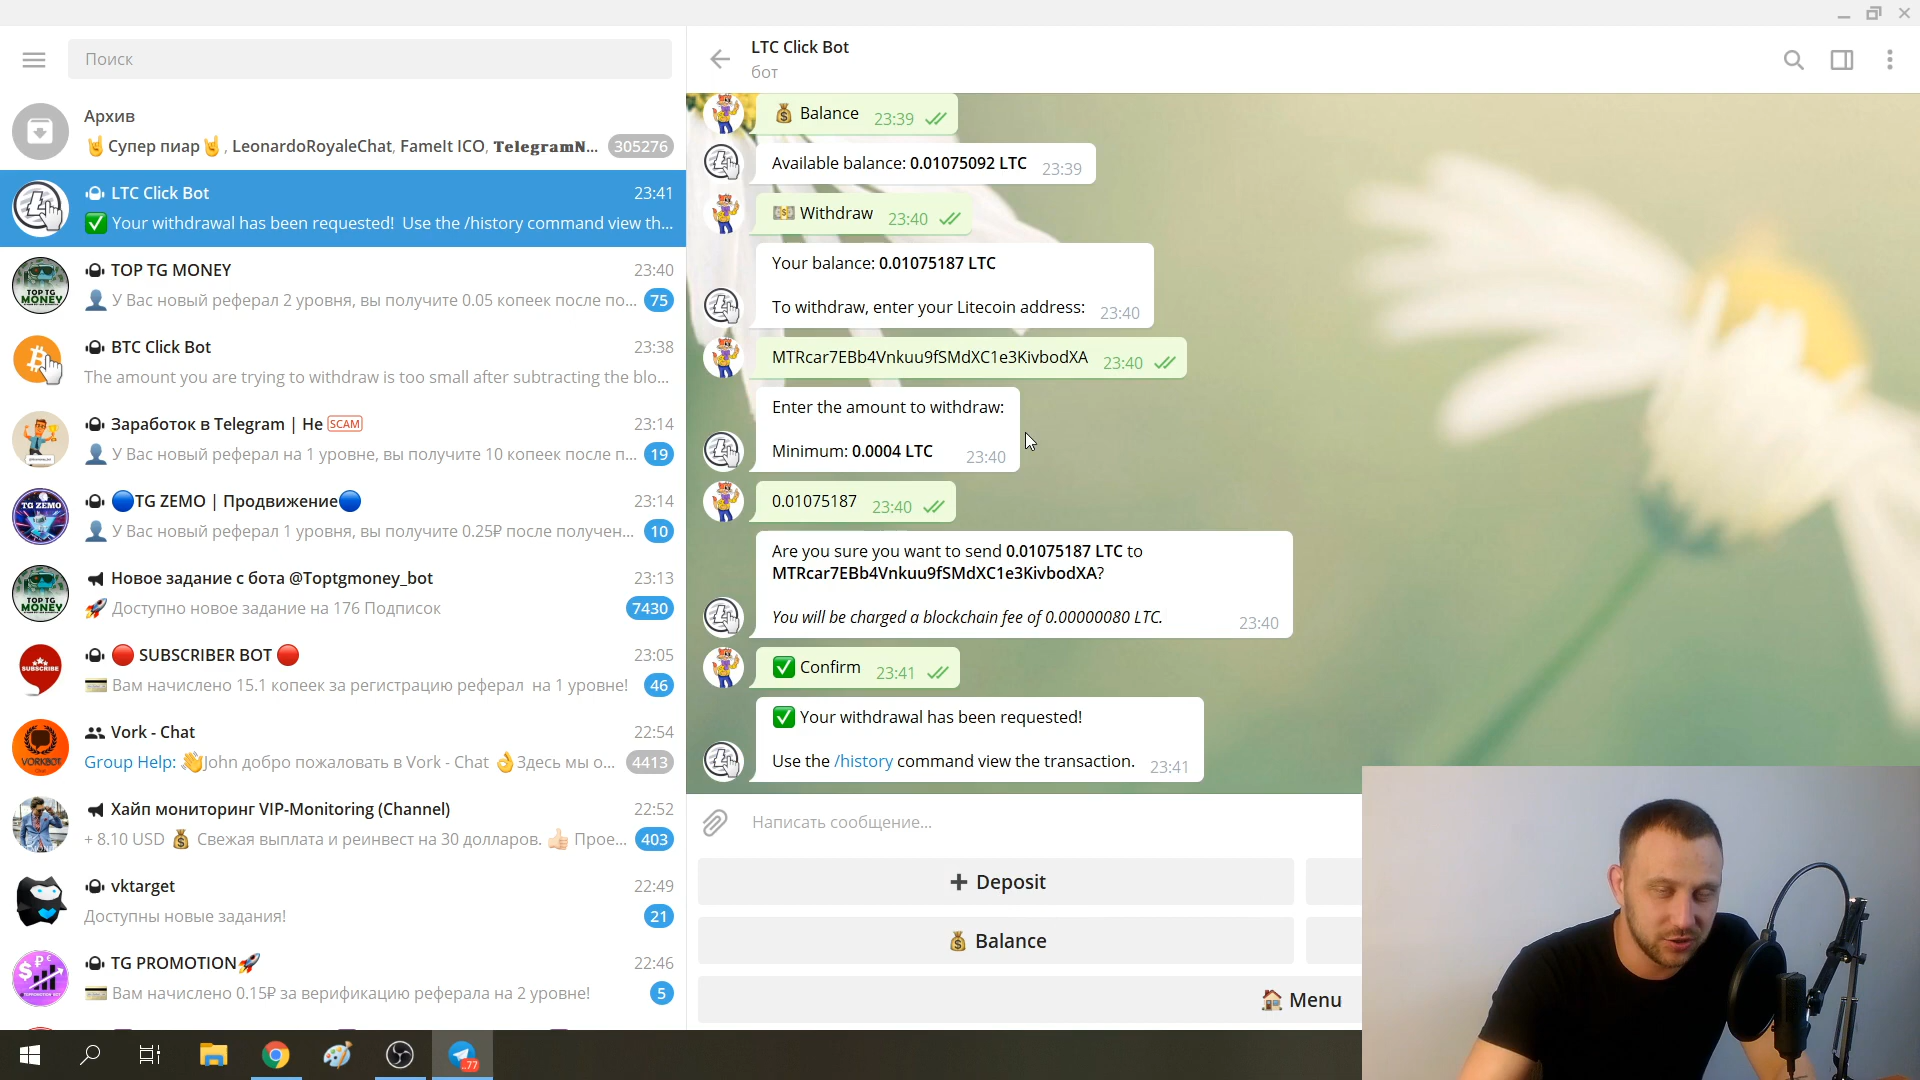 Поиск
Архив
🤘Супер пиар🤘, LeonardoRoyaleChat, FameIt ICO, TelegramN...
305276
LTC Click Bot
23:41
✅ Your withdrawal has been requested! Use the /history command view th...
TOP TG MONEY
23:40
👤 У Вас новый реферал 2 уровня, вы получите 0.05 копеек после по...
75
BTC Click Bot
23:38
The amount you are trying to withdraw is too small after subtracting the blo...
Заработок в Telegram | Не SCAM
23:14
👤 У Вас новый реферал на 1 уровне, вы получите 10 копеек после п...
19
🔵TG ZEMO | Продвижение🔵
23:14
👤 У Вас новый реферал 1 уровня, вы получите 0.25₽ после получен...
10
Новое задание с бота @Toptgmoney_bot
23:13
🚀 Доступно новое задание на 176 Подписок
7430
🔴 SUBSCRIBER BOT 🔴
23:05
💳 Вам начислено 15.1 копеек за регистрацию реферал на 1 уровне!
46
Vork - Chat
22:54
Group Help: 👋John добро пожаловать в Vork - Chat 👌Здесь мы о...
4413
Хайп мониторинг VIP-Monitoring (Channel)
22:52
+ 8.10 USD 💰 Свежая выплата и реинвест на 30 долларов. 👍 Прое...
403
vktarget
22:49
Доступны новые задания!
21
TG PROMOTION🚀
22:46
💳 Вам начислено 0.15₽ за верификацию реферала на 2 уровне!
5
LTC Click Bot
бот
💰 Balance 23:39
Available balance: 0.01075092 LTC 23:39
💵 Withdraw 23:40
Your balance: 0.01075187 LTC
To withdraw, enter your Litecoin address: 23:40
MTRcar7EBb4Vnkuu9fSMdXC1e3KivbodXA 23:40
Enter the amount to withdraw:
Minimum: 0.0004 LTC 23:40
0.01075187 23:40
Are you sure you want to send 0.01075187 LTC to
MTRcar7EBb4Vnkuu9fSMdXC1e3KivbodXA?
You will be charged a blockchain fee of 0.00000080 LTC. 23:40
✅ Confirm 23:41
✅ Your withdrawal has been requested!
Use the /history command view the transaction. 23:41
Написать сообщение...
➕ Deposit
💰 Balance
🏠 Menu
..77